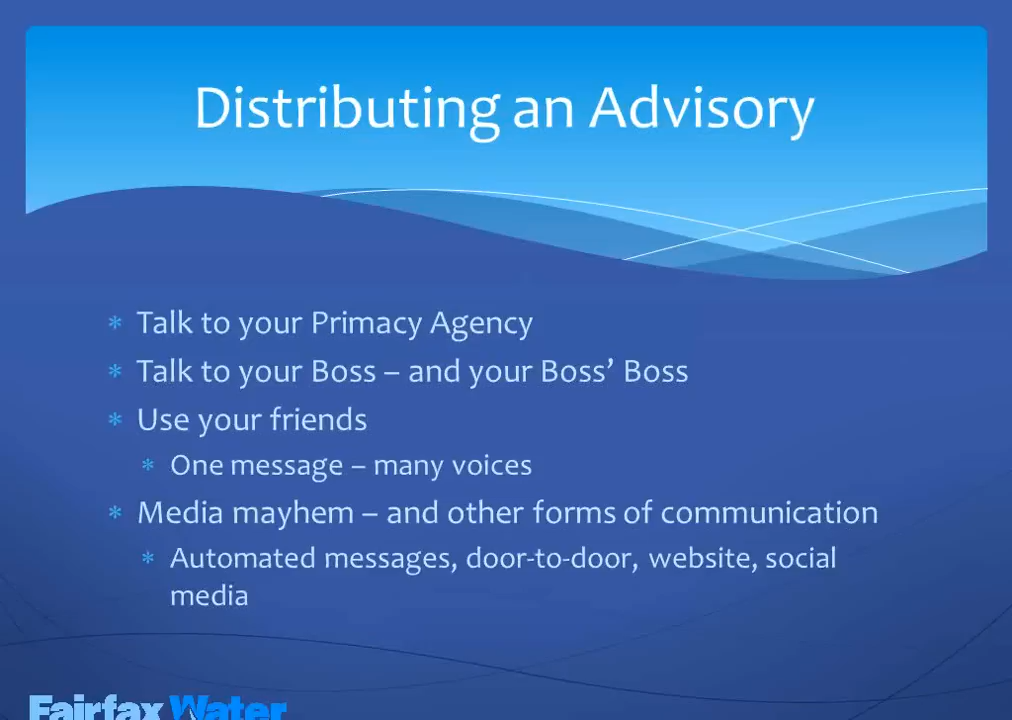 Distributing an Advisory
* Talk to your Primacy Agency
* Talk to your Boss – and your Boss’ Boss
* Use your friends
* One message – many voices
* Media mayhem – and other forms of communication
* Automated messages, door-to-door, website, social
media
Fairfax Water